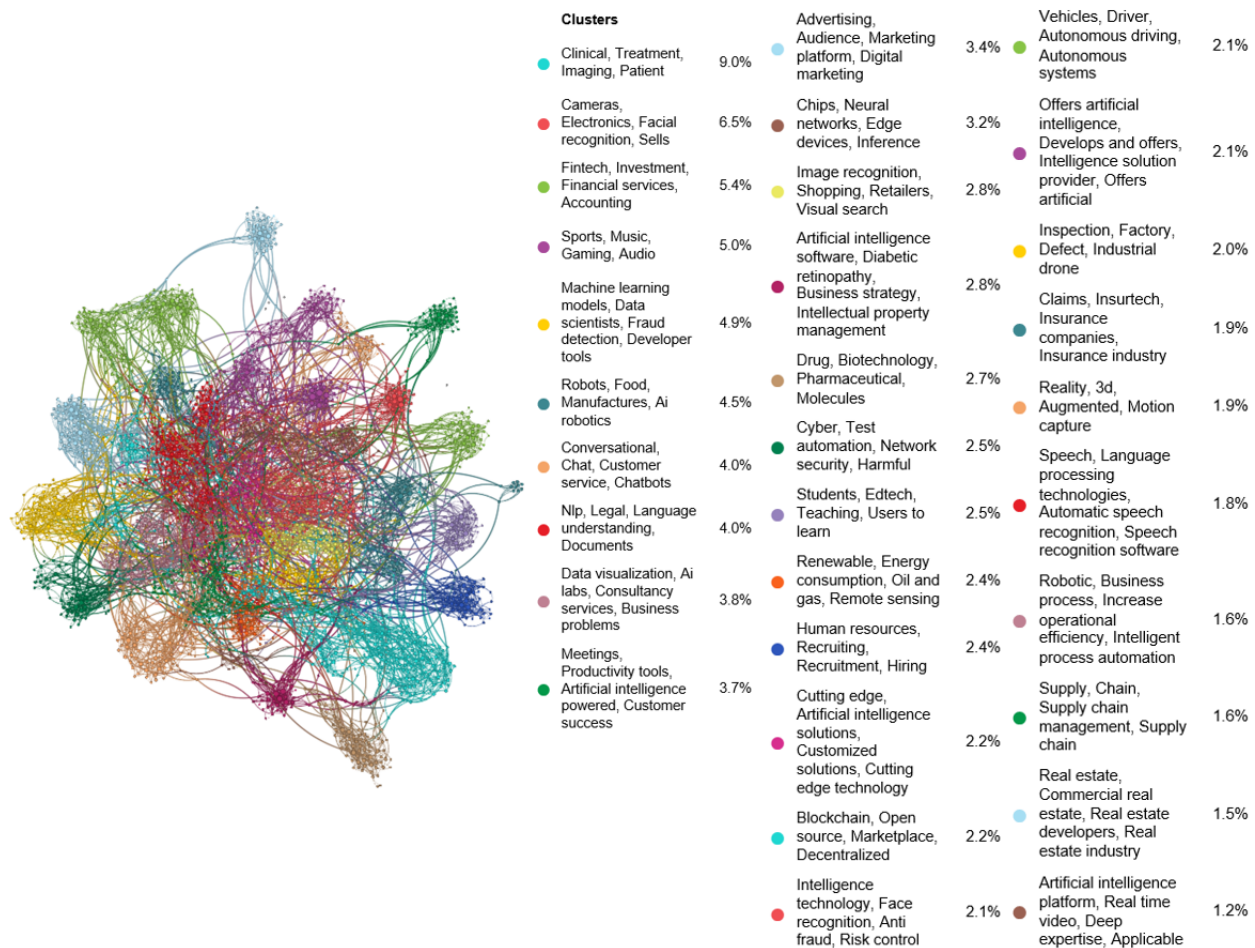 Clusters
Clinical, Treatment,
Imaging, Patient
9.0%
Cameras,
Electronics, Facial
recognition, Sells
6.5%
Fintech, Investment,
Financial services,
Accounting
5.4%
Sports, Music,
Gaming, Audio
5.0%
Machine learning
models, Data
scientists, Fraud
detection, Developer
tools
4.9%
Robots, Food,
Manufactures, Ai
robotics
4.5%
Conversational,
Chat, Customer
service, Chatbots
4.0%
Nlp, Legal, Language
understanding,
Documents
4.0%
Data visualization, Ai
labs, Consultancy
services, Business
problems
3.8%
Meetings,
Productivity tools,
Artificial intelligence
powered, Customer
success
3.7%
Advertising,
Audience, Marketing
platform, Digital
marketing
3.4%
Chips, Neural
networks, Edge
devices, Inference
3.2%
Image recognition,
Shopping, Retailers,
Visual search
2.8%
Artificial intelligence
software, Diabetic
retinopathy,
Business strategy,
Intellectual property
management
2.8%
Drug, Biotechnology,
Pharmaceutical,
Molecules
2.7%
Cyber, Test
automation, Network
security, Harmful
2.5%
Students, Edtech,
Teaching, Users to
learn
2.5%
Renewable, Energy
consumption, Oil and
gas, Remote sensing
2.4%
Human resources,
Recruiting,
Recruitment, Hiring
2.4%
Cutting edge,
Artificial intelligence
solutions,
Customized
solutions, Cutting
edge technology
2.2%
Blockchain, Open
source, Marketplace,
Decentralized
2.2%
Intelligence
technology, Face
recognition, Anti
fraud, Risk control
2.1%
Vehicles, Driver,
Autonomous driving,
Autonomous
systems
2.1%
Offers artificial
intelligence,
Develops and offers,
Intelligence solution
provider, Offers
artificial
2.1%
Inspection, Factory,
Defect, Industrial
drone
2.0%
Claims, Insurtech,
Insurance
companies,
Insurance industry
1.9%
Reality, 3d,
Augmented, Motion
capture
1.9%
Speech, Language
processing
technologies,
Automatic speech
recognition, Speech
recognition software
1.8%
Robotic, Business
process, Increase
operational
efficiency, Intelligent
process automation
1.6%
Supply, Chain,
Supply chain
management, Supply
chain
1.6%
Real estate,
Commercial real
estate, Real estate
developers, Real
estate industry
1.5%
Artificial intelligence
platform, Real time
video, Deep
expertise, Applicable
1.2%